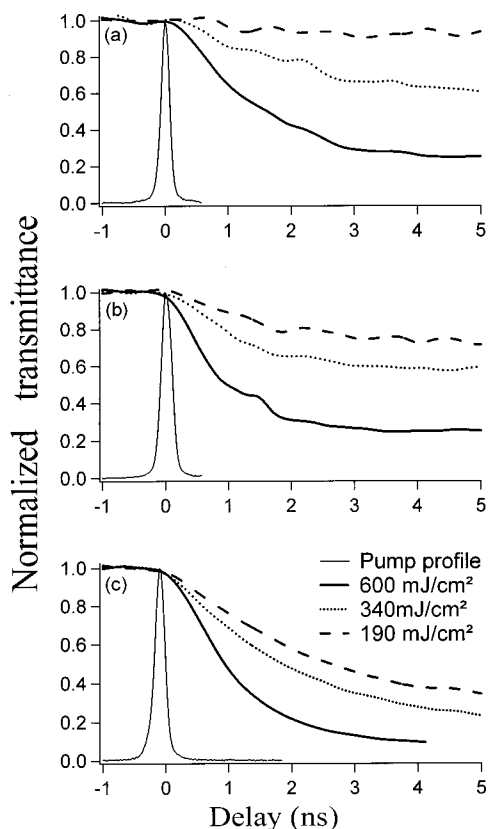 Normalized transmittance
(a)
1.0
0.8
0.6
0.4
0.2
0.0
-1 0 1 2 3 4 5
(b)
1.0
0.8
0.6
0.4
0.2
0.0
-1 0 1 2 3 4 5
(c)
1.0
0.8
0.6
0.4
0.2
0.0
Pump profile
600 mJ/cm²
340mJ/cm²
190 mJ/cm²
-1 0 1 2 3 4 5
Delay (ns)